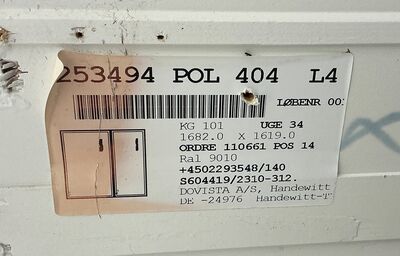 253494 POL 404 L4
LØBENR 001
KG 101 UGE 34
1682.0 X 1619.0
ORDRE 110661 POS 14
Ral 9010
+4502293548/140
S604419/2310-312.
DOVISTA A/S, Handewitt
DE -24976 Handewitt-T